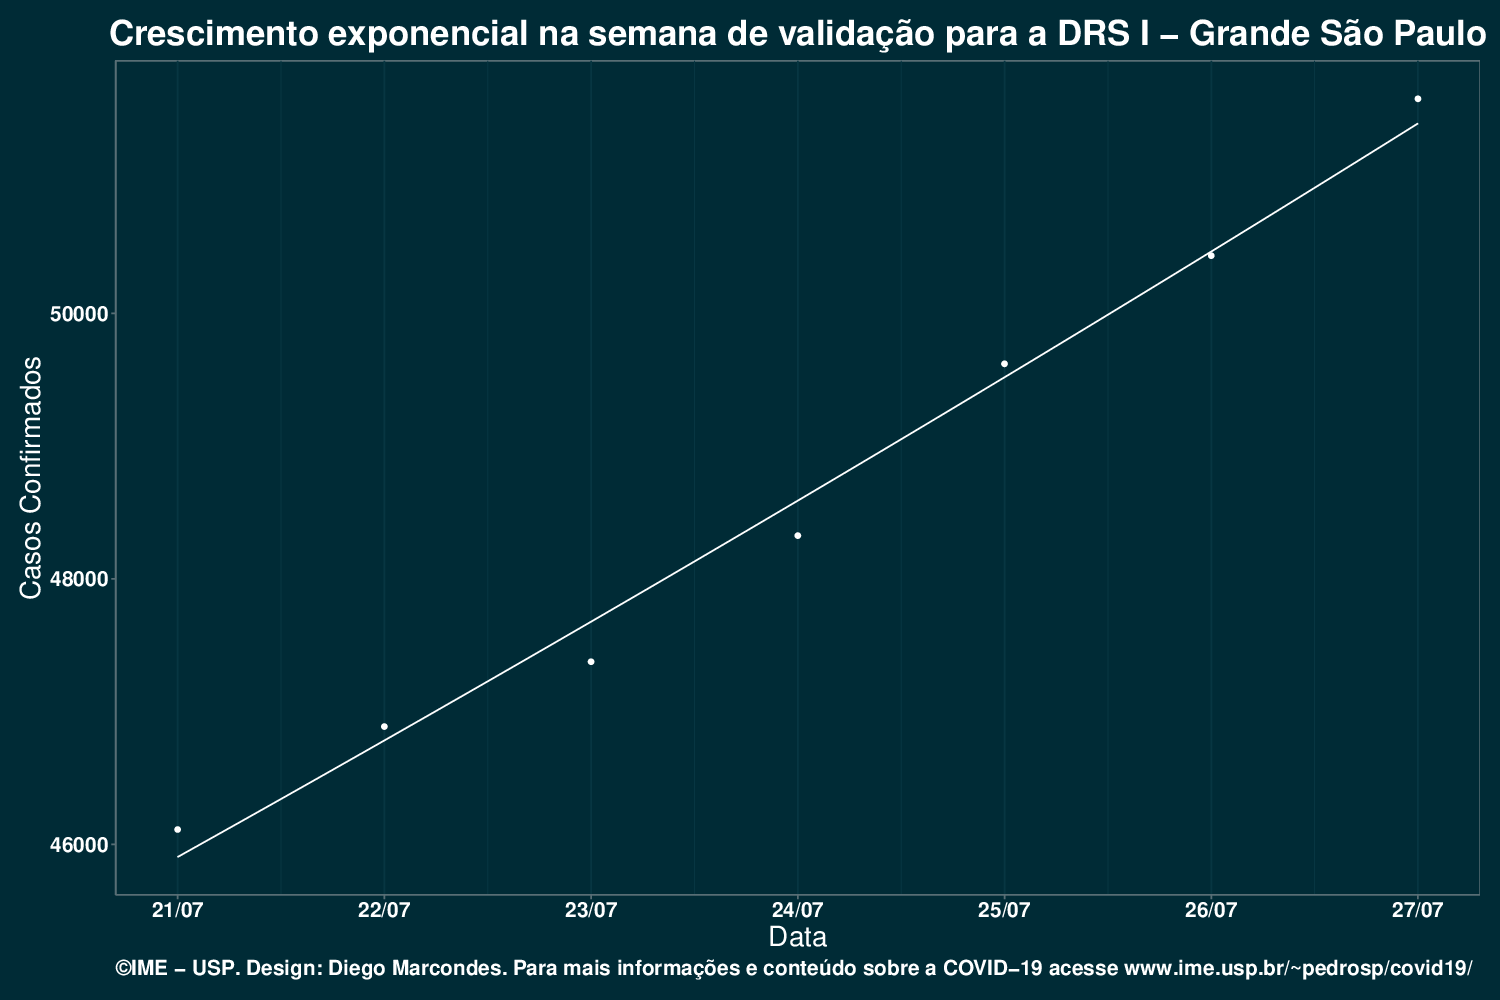 Crescimento exponencial na semana de validação para a DRS I – Grande São Paulo
50000
48000
46000
Casos Confirmados
21/07 22/07 23/07 24/07 25/07 26/07 27/07
Data
©IME – USP. Design: Diego Marcondes. Para mais informações e conteúdo sobre a COVID–19 acesse www.ime.usp.br/~pedrosp/covid19/